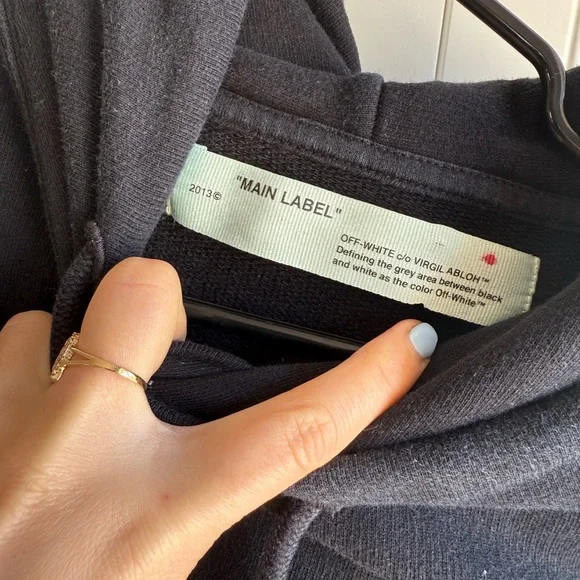 2013©
"MAIN LABEL"
OFF-WHITE c/o VIRGIL ABLOH™
Defining the grey area between black
and white as the color Off-White™